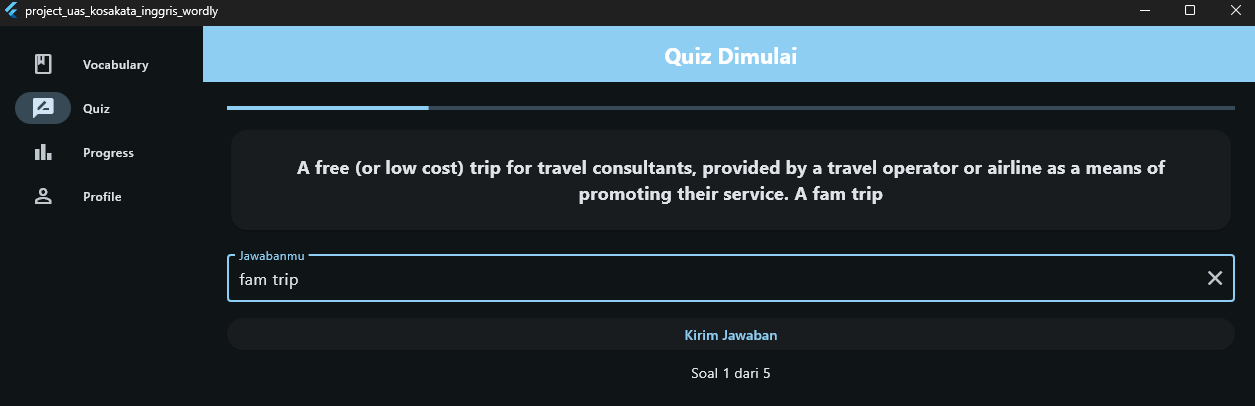 project_uas_kosakata_inggris_wordly
Vocabulary
Quiz
Progress
Profile
Quiz Dimulai
A free (or low cost) trip for travel consultants, provided by a travel operator or airline as a means of
promoting their service. A fam trip
Jawabanmu
fam trip
Kirim Jawaban
Soal 1 dari 5